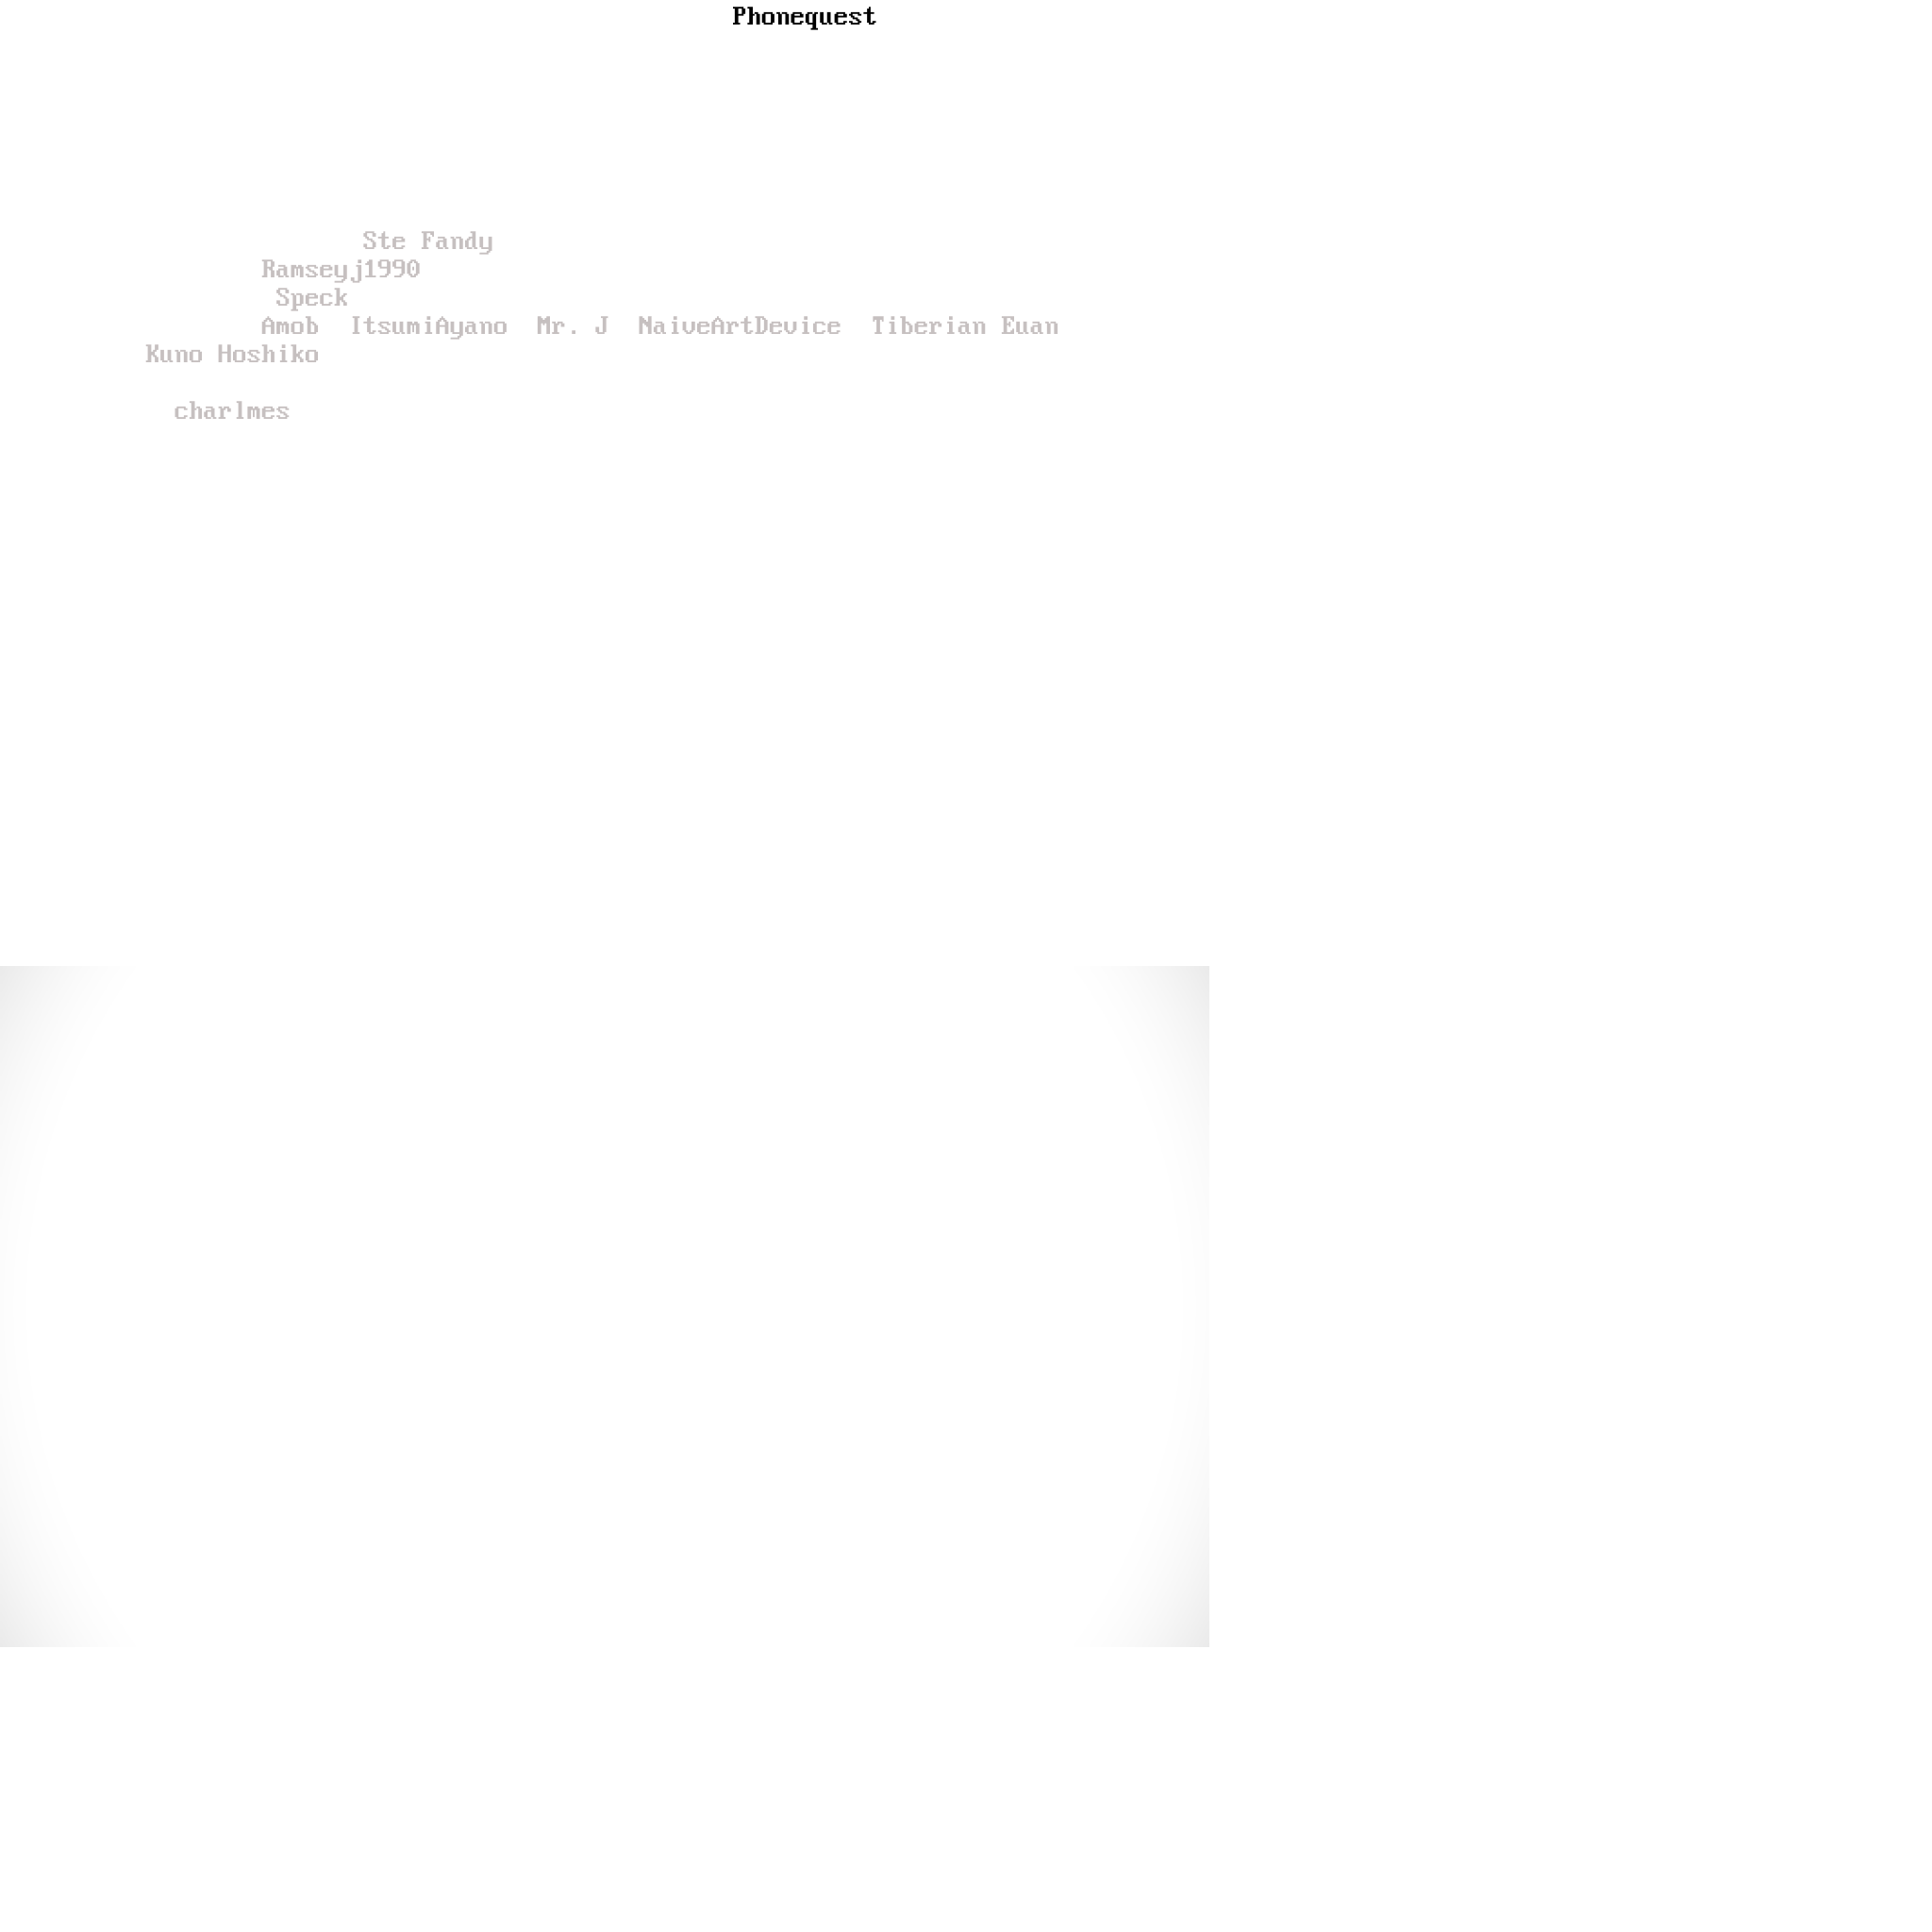 Phonequest
Ste Fandy
Ramseyj1990
Speck
Amob  ItsumiAyano  Mr. J  NaiveArtDevice  Tiberian Euan
Kuno Hoshiko
charlmes